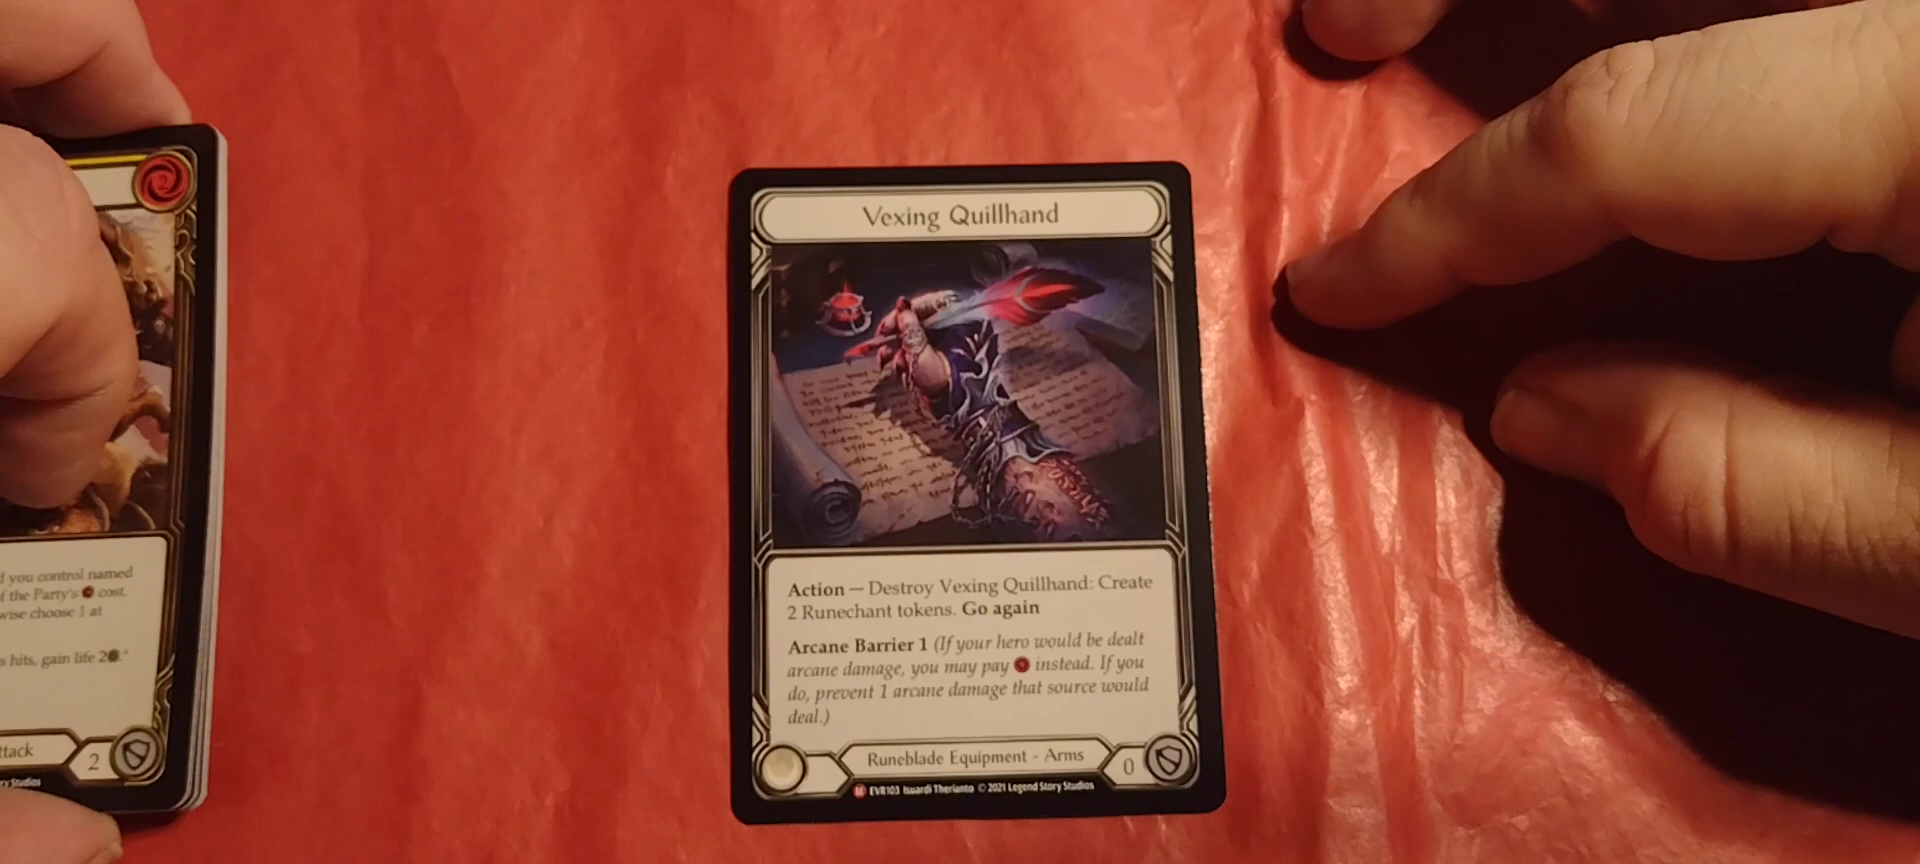 2
d you control named
f the Party's cost.
wise choose 1 at
s hits, gain life 2."
ttack
2
ry Studios
Vexing Quillhand
Action — Destroy Vexing Quillhand: Create
2 Runechant tokens. Go again
Arcane Barrier 1 (If your hero would be dealt
arcane damage, you may pay instead. If you
do, prevent 1 arcane damage that source would
deal.)
Runeblade Equipment - Arms
0
M EVR103 Isuardi Therianto © 2021 Legend Story Studios